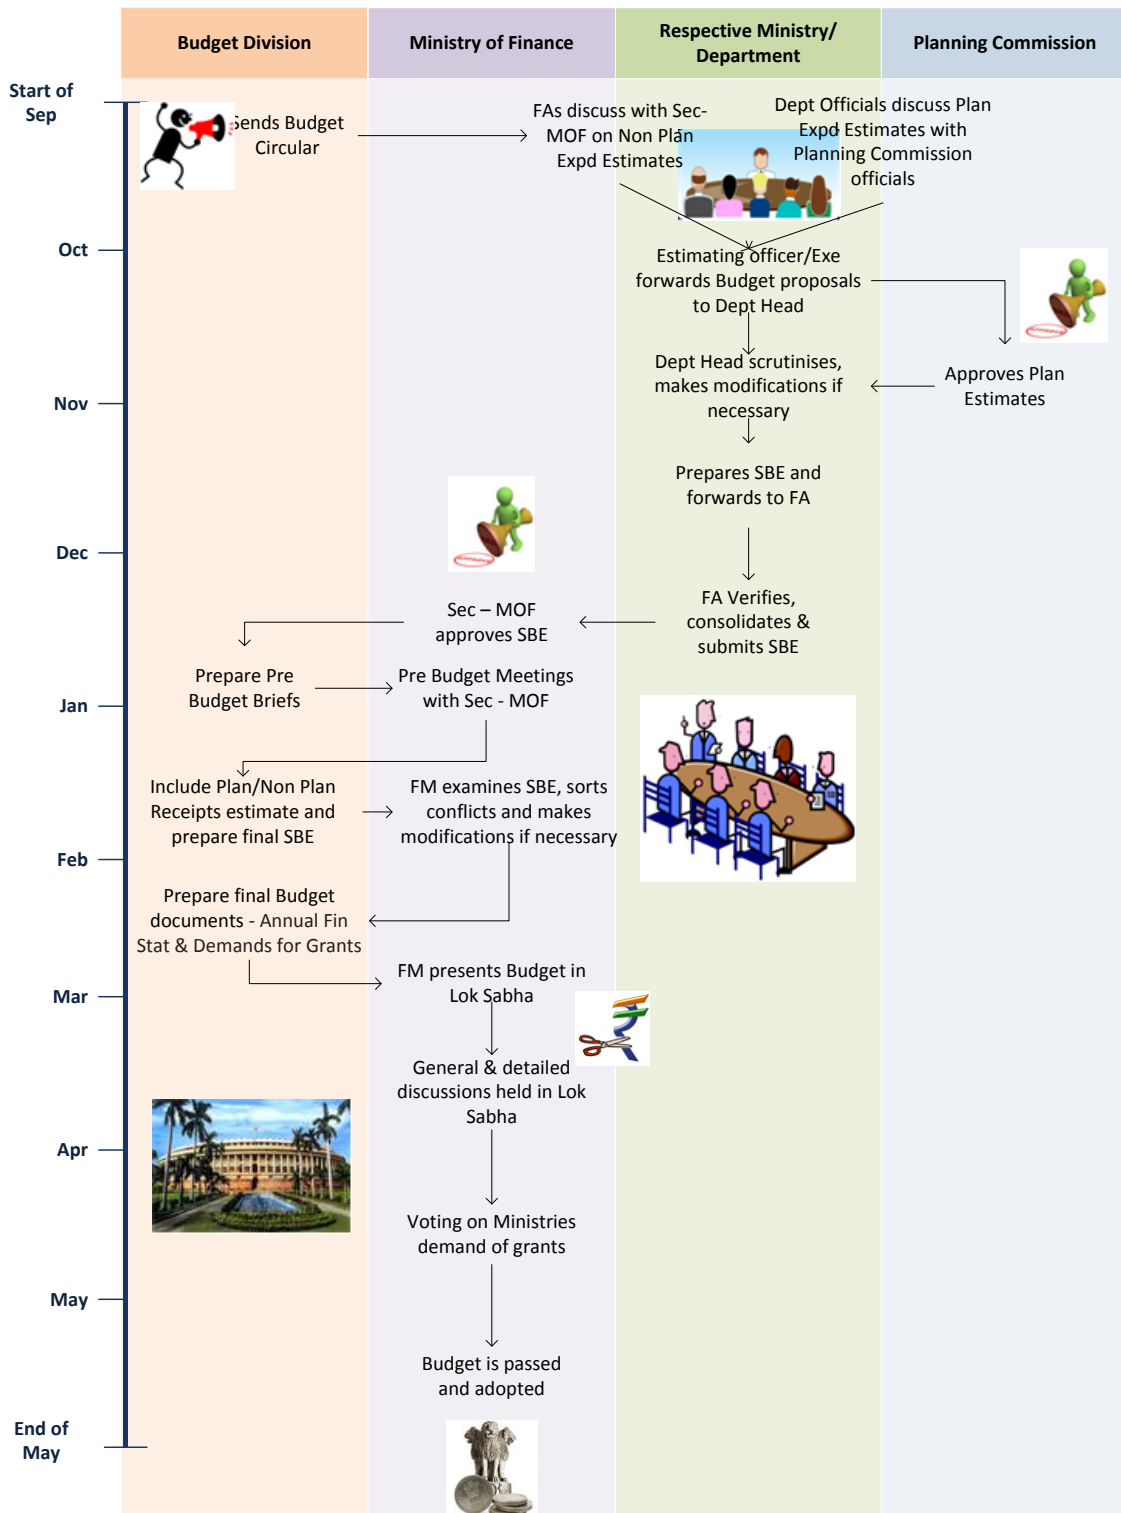 Budget Division
Ministry of Finance
Respective Ministry/
Department
Planning Commission
Start of
Sep
Sends Budget
Circular
FAs discuss with Sec-
MOF on Non Plan
Expd Estimates
Dept Officials discuss Plan
Expd Estimates with
Planning Commission
officials
Oct
Estimating officer/Exe
forwards Budget proposals
to Dept Head
Dept Head scrutinises,
makes modifications if
necessary
Approves Plan
Estimates
Nov
Prepares SBE and
forwards to FA
Dec
FA Verifies,
consolidates &
submits SBE
Sec – MOF
approves SBE
Prepare Pre
Budget Briefs
Pre Budget Meetings
with Sec - MOF
Jan
Include Plan/Non Plan
Receipts estimate and
prepare final SBE
FM examines SBE, sorts
conflicts and makes
modifications if necessary
Feb
Prepare final Budget
documents - Annual Fin
Stat & Demands for Grants
FM presents Budget in
Lok Sabha
Mar
General & detailed
discussions held in Lok
Sabha
Apr
Voting on Ministries
demand of grants
May
Budget is passed
and adopted
End of
May